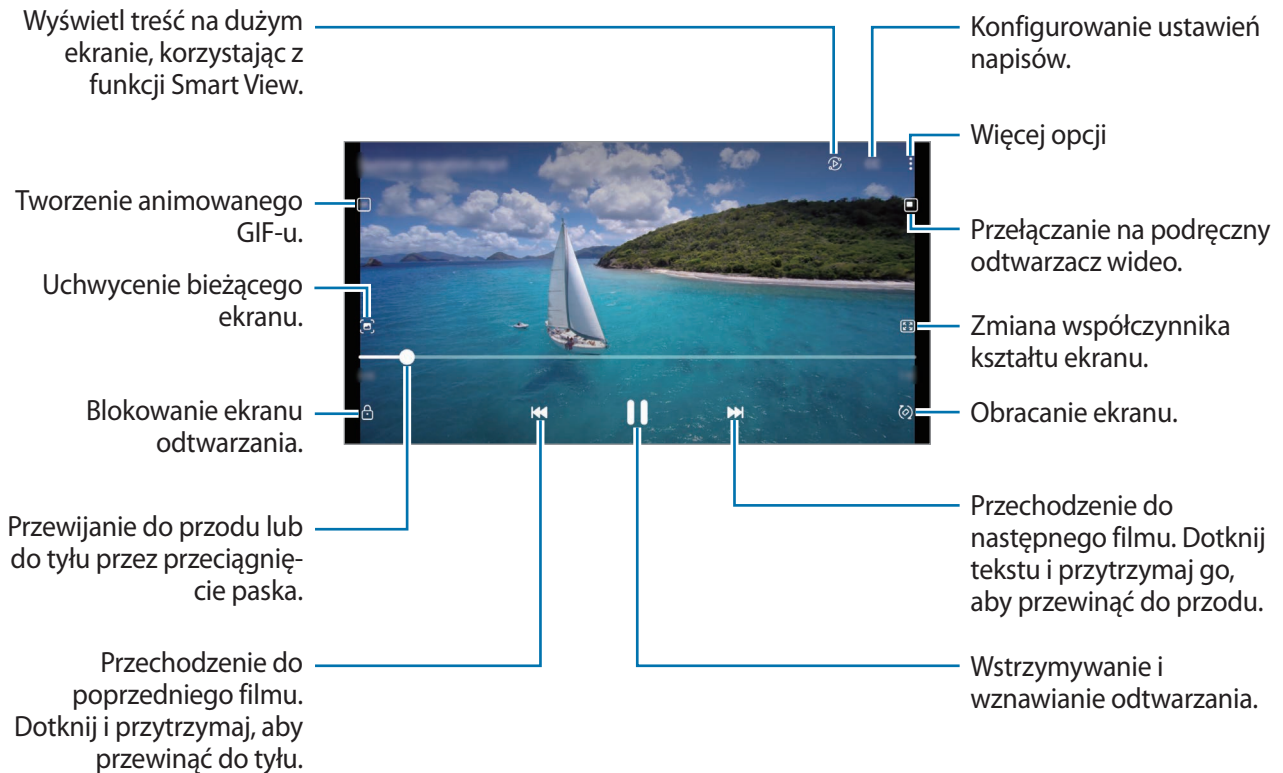 Wyświetl treść na dużym
ekranie, korzystając z
funkcji Smart View.
Konfigurowanie ustawień
napisów.
Więcej opcji
Tworzenie animowanego
GIF-u.
Przełączanie na podręczny
odtwarzacz wideo.
Uchwycenie bieżącego
ekranu.
Zmiana współczynnika
kształtu ekranu.
Blokowanie ekranu
odtwarzania.
Obracanie ekranu.
Przewijanie do przodu lub
do tyłu przez przeciągnię-
cie paska.
Przechodzenie do
następnego filmu. Dotknij
tekstu i przytrzymaj go,
aby przewinąć do przodu.
Przechodzenie do
poprzedniego filmu.
Dotknij i przytrzymaj, aby
przewinąć do tyłu.
Wstrzymywanie i
wznawianie odtwarzania.